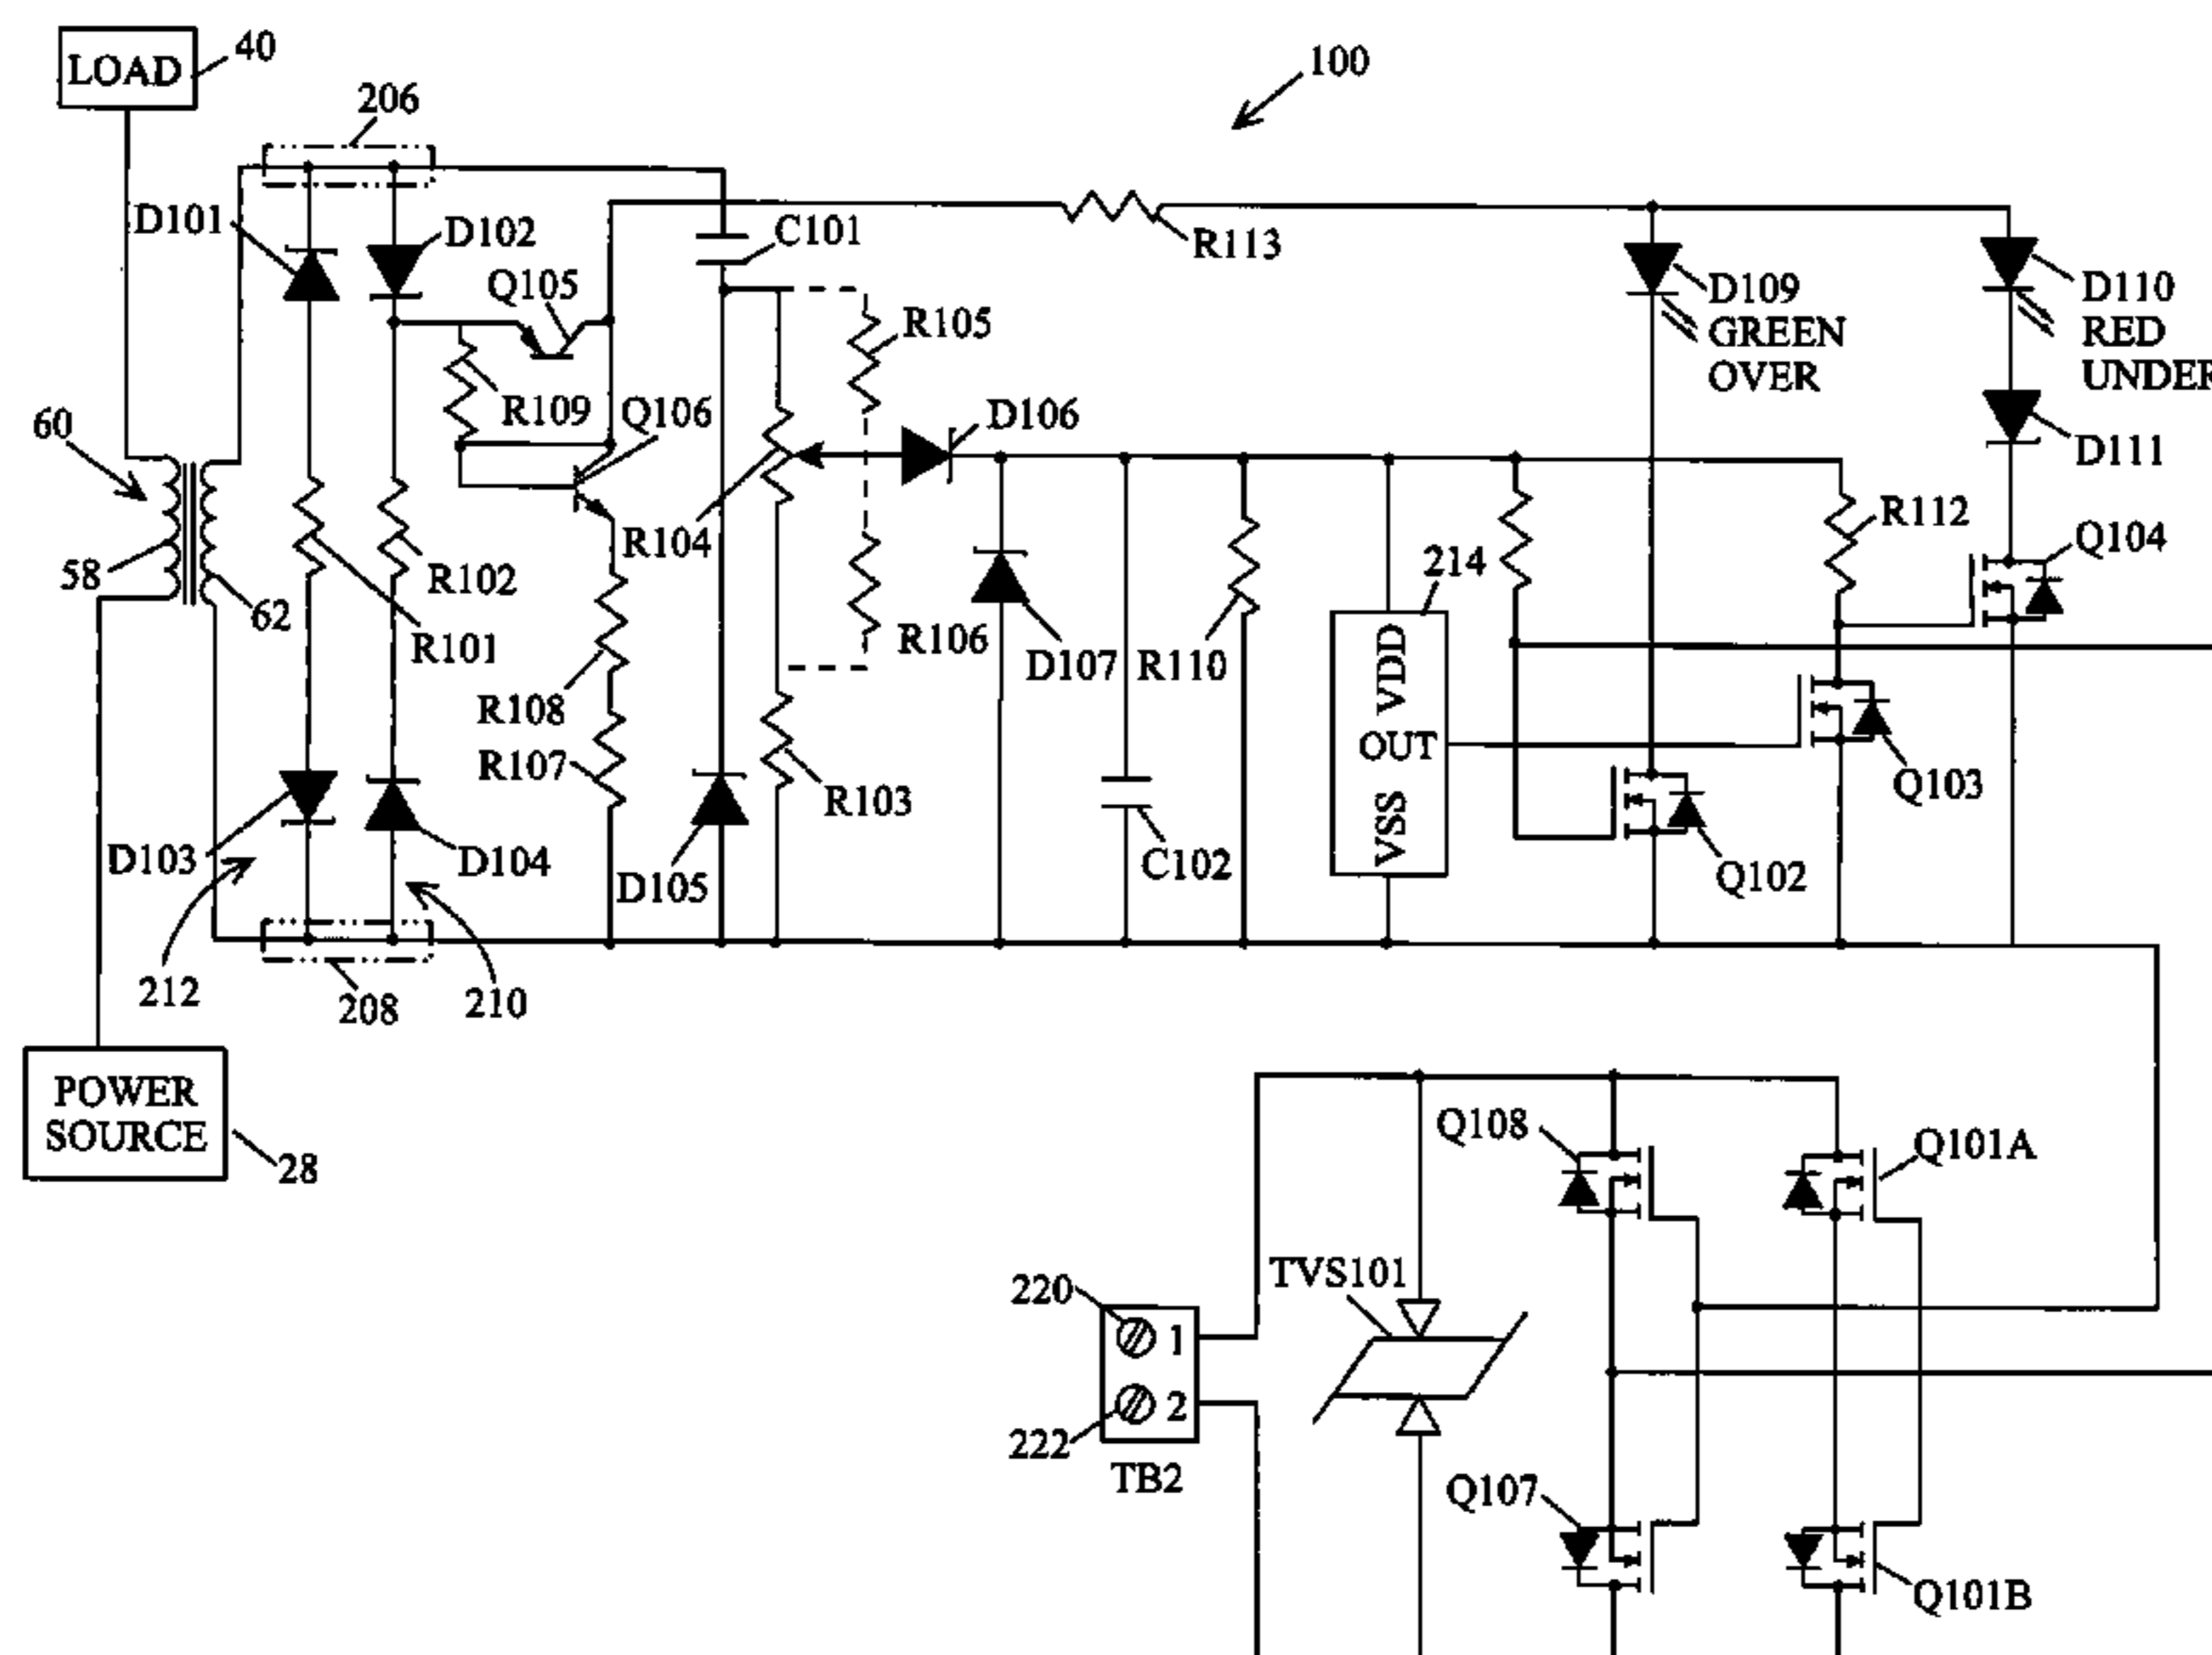 LOAD
40
206
100
D101
D102
Q105
C101
R113
D109
GREEN
OVER
D110
RED
UNDER
R105
R109
Q106
D106
D111
60
58
62
R104
R102
R101
R106
D107
R110
214
R112
Q104
R108
R107
R103
VDD
OUT
VSS
Q103
Q102
D103
D104
D105
C102
212
208
210
POWER
SOURCE
28
Q108
Q101A
TVS101
220
1
2
222
TB2
Q107
Q101B